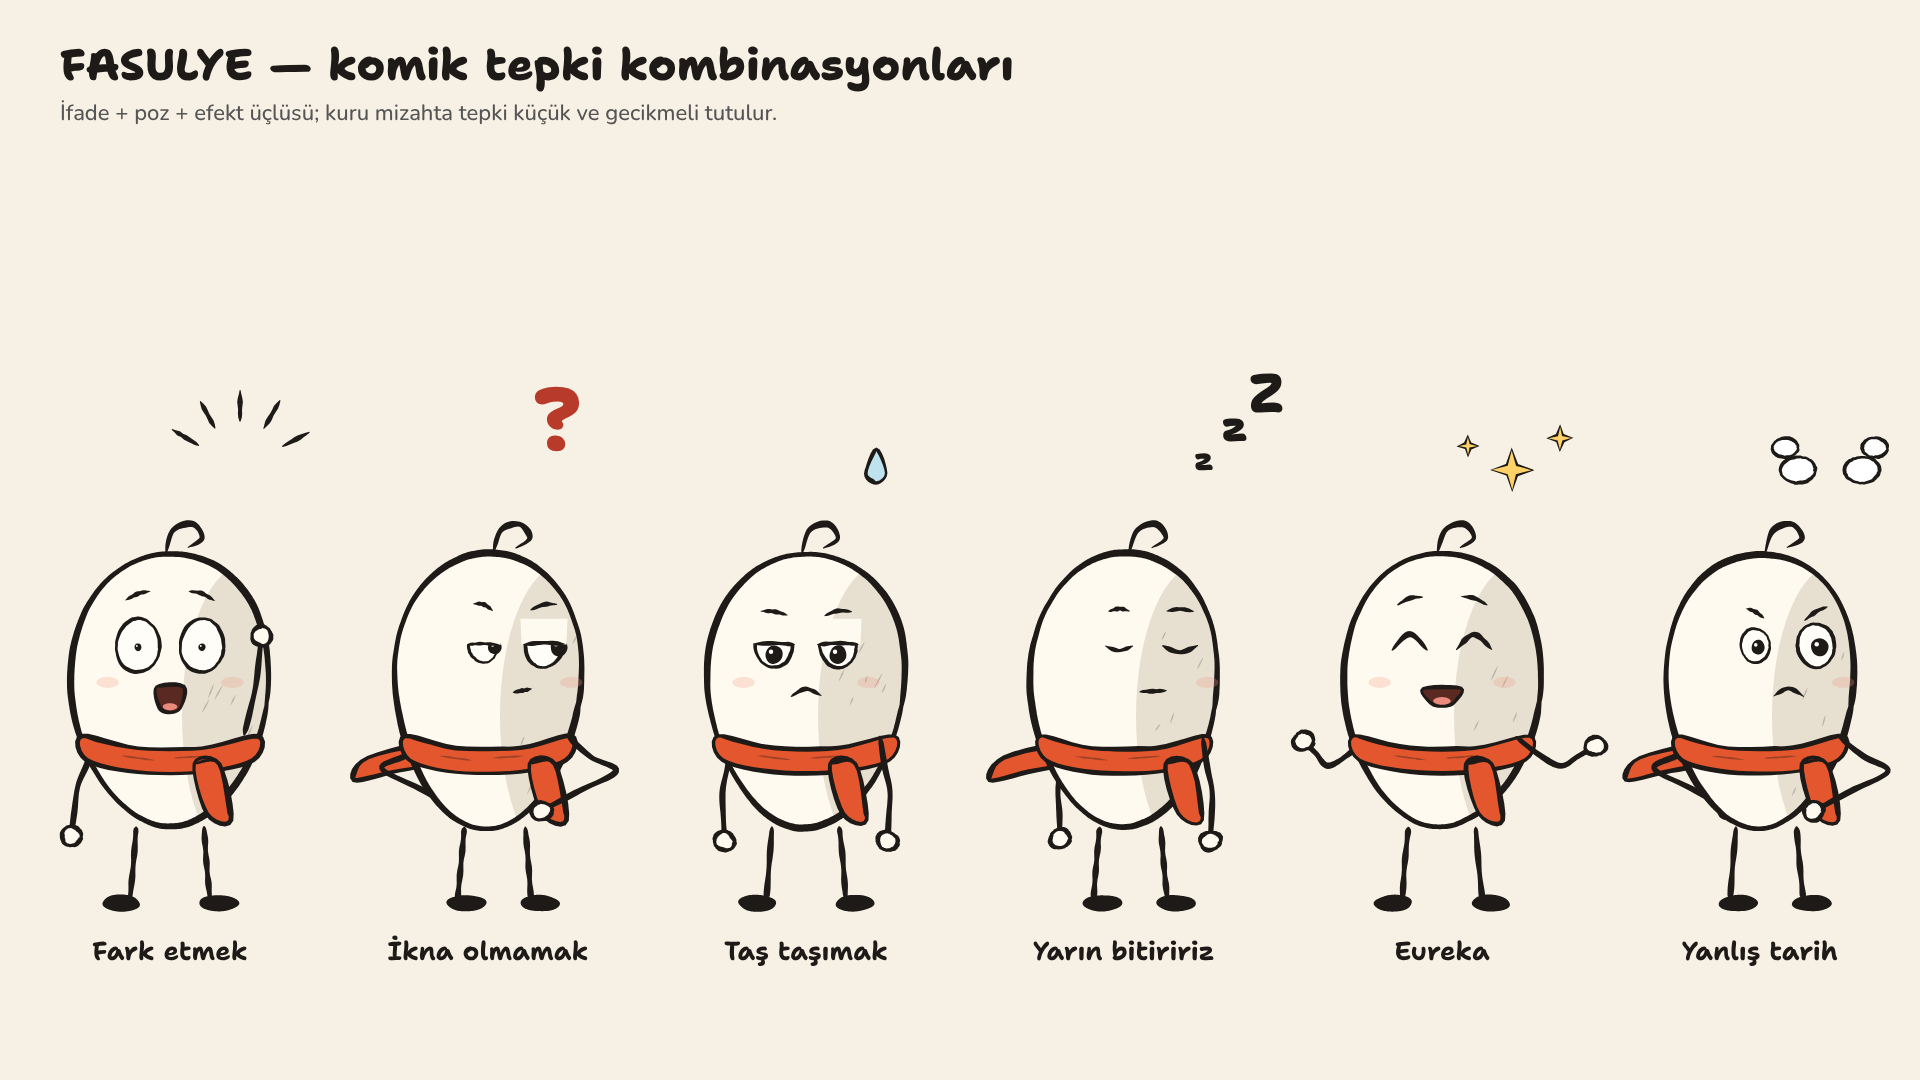 FASULYE — komik tepki kombinasyonları
İfade + poz + efekt üçlüsü; kuru mizahta tepki küçük ve gecikmeli tutulur.
?
z z z
Fark etmek
İkna olmamak
Taş taşımak
Yarın bitiririz
Eureka
Yanlış tarih